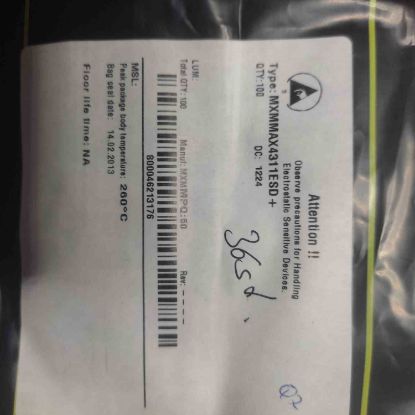 Attention !!
Observe precautions for Handling
Electrostatic Sensitive Devices.
Type: MXMMAX4311ESD+
QTY:100 DC: 1224
LUM:
Total QTY: 100 Manuf: MXM MPQ: 50 Rev: - - - -
800046213176
MSL:
Peak package body temperature: 260°C
Bag seal date: 14.02.2013
Floor life time: NA